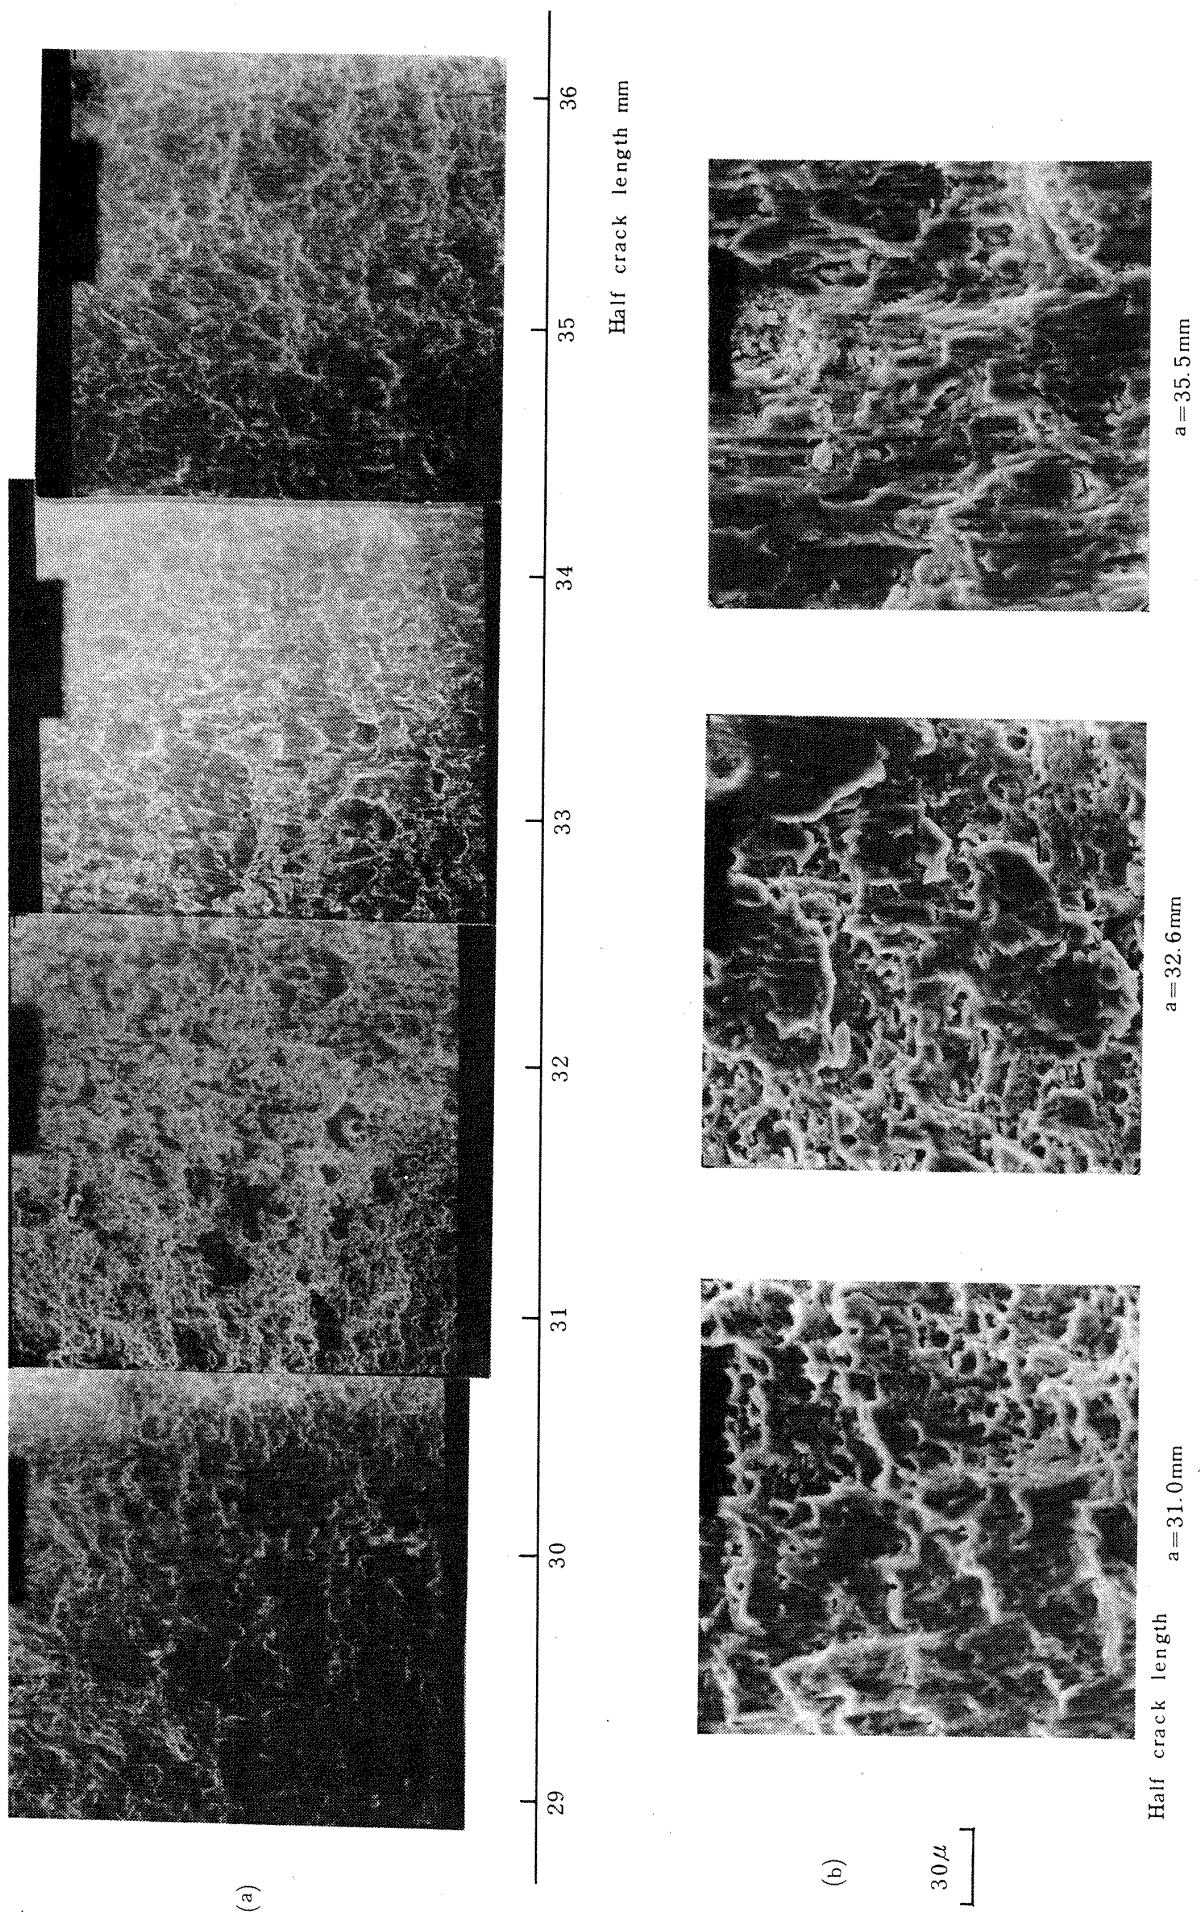 (a)
29 30 31 32 33 34 35 36
Half crack length mm
(b)
30μ
Half crack length
a=31.0mm a=32.6mm a=35.5mm